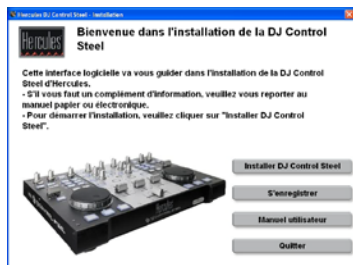 Hercules DJ Control Steel - Installation
Hercules
Bienvenue dans l'installation de la DJ Control
Steel
Cette interface logicielle va vous guider dans l'installation de la DJ Control
Steel d'Hercules.
- S'il vous faut un complément d'information, veuillez vous reporter au
manuel papier ou électronique.
- Pour démarrer l'installation, veuillez cliquer sur "Installer DJ Control
Steel".
Installer DJ Control Steel
S'enregistrer
Manuel utilisateur
Quitter